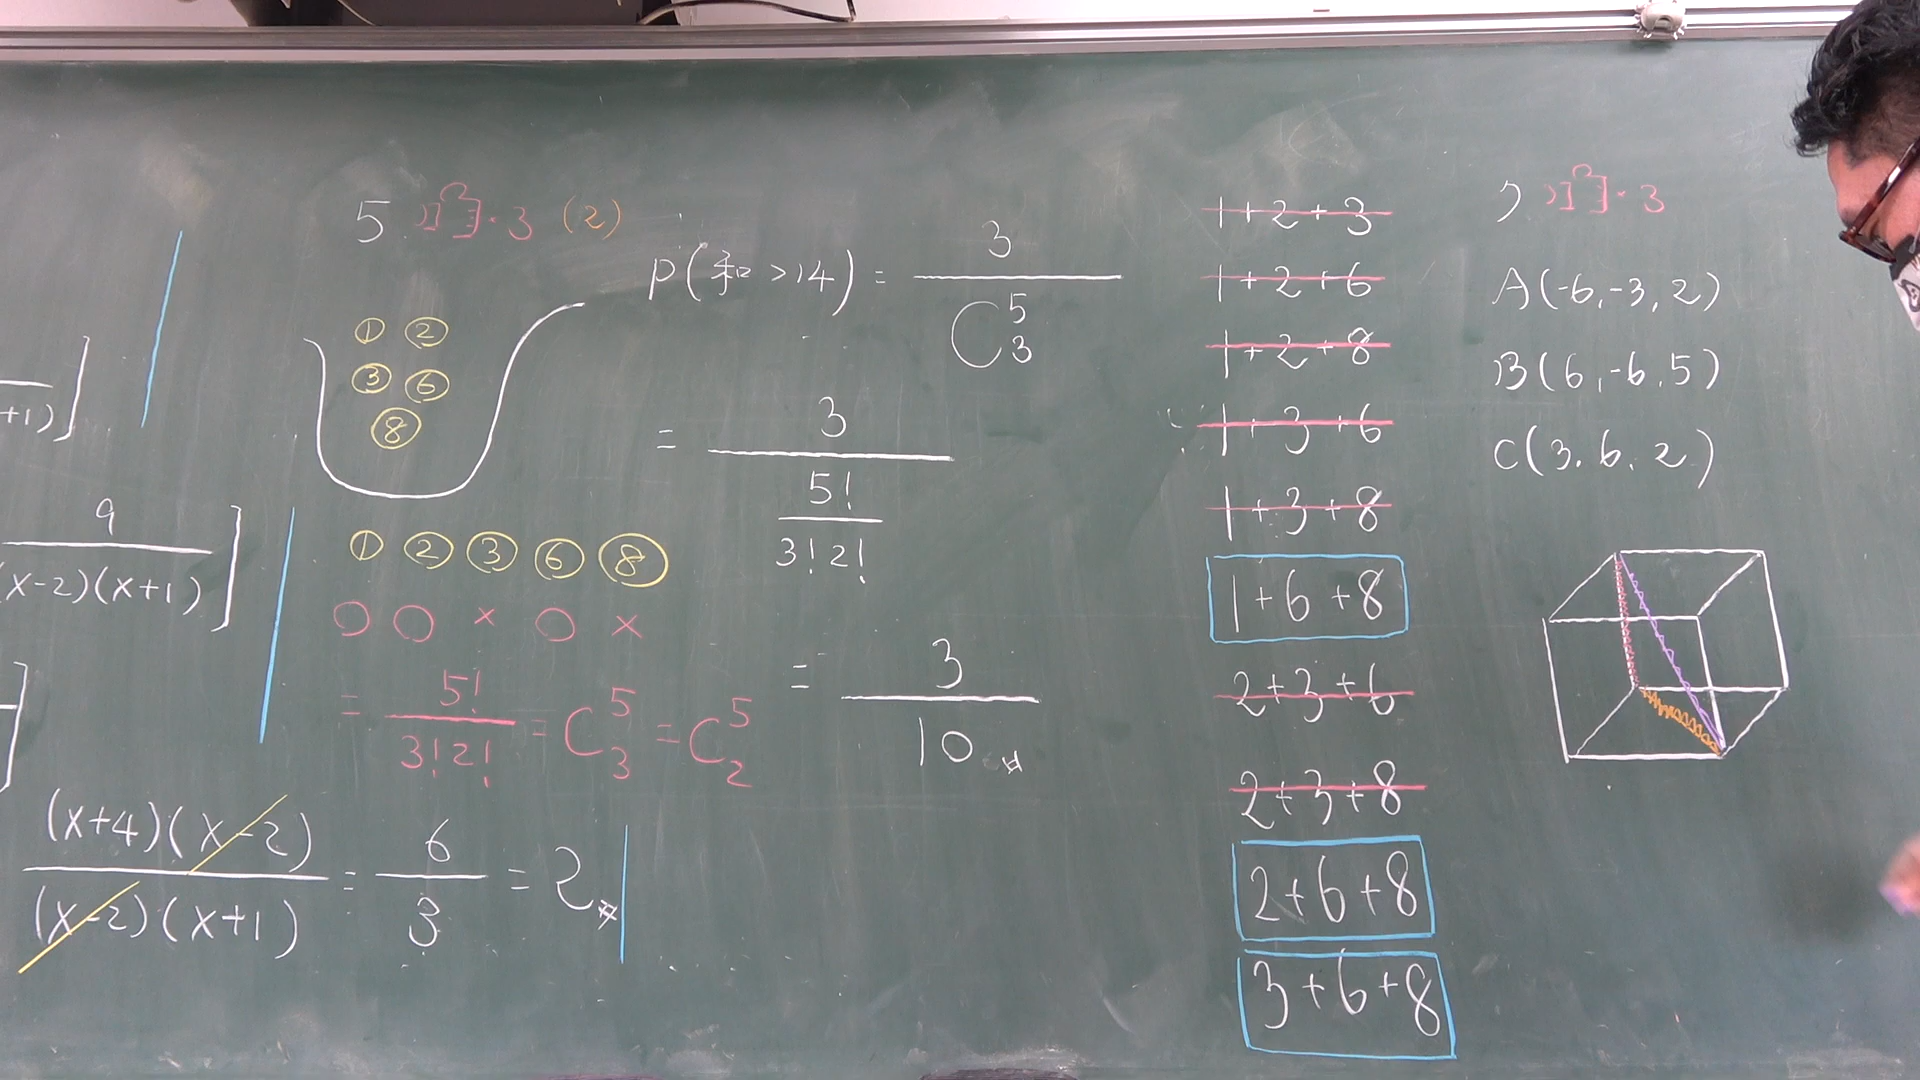 +1)]
9
(x-2)(x+1)]
(x+4)(x-2)
(x-2)(x+1)
= 6/3 = 2
5. 3 (2)
① ②
③ ⑥
⑧
① ② ③ ⑥ ⑧
○ ○ × ○ ×
= 5!/(3!2!) = C⁵₃ = C⁵₂
P(和>14) = 3/C⁵₃
= 3/(5!/(3!2!))
= 3/10
1+2+3
1+2+6
1+2+8
1+3+6
1+3+8
1+6+8
2+3+6
2+3+8
2+6+8
3+6+8
3
A(-6,-3,2)
B(6,-6,5)
C(3,6,2)